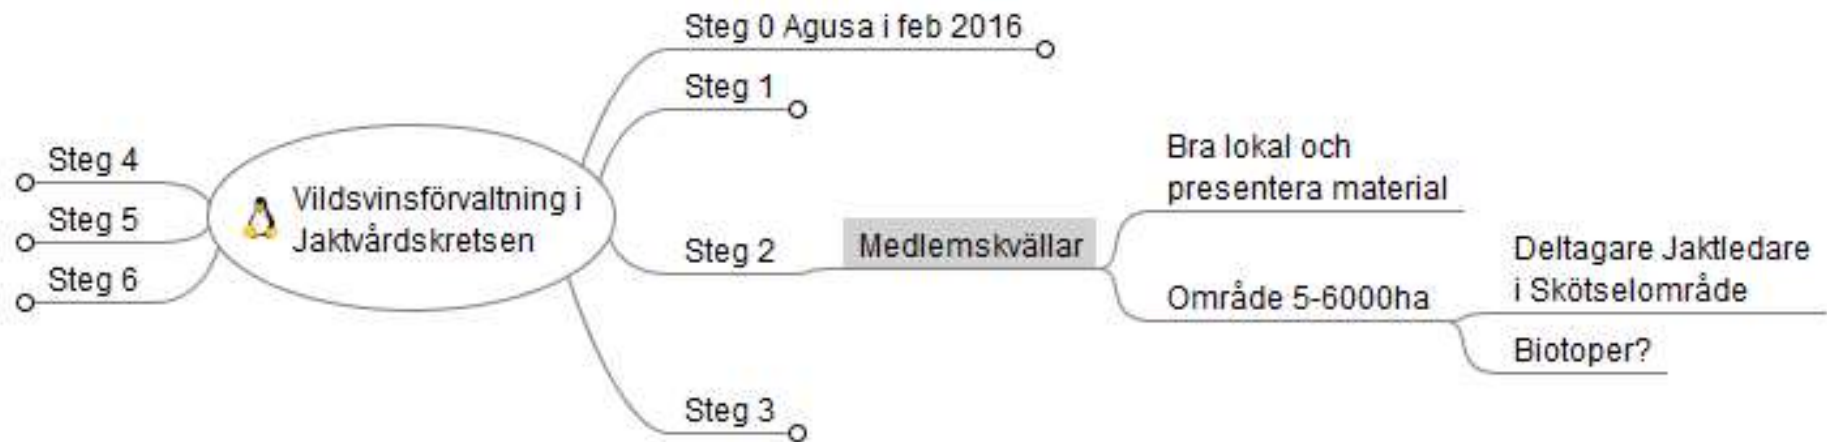 Steg 0 Agusa i feb 2016
Steg 1
Steg 4
Steg 5
Steg 6
Vildsvinsförvaltning i
Jaktvårdskretsen
Steg 2
Medlemskvällar
Bra lokal och
presentera material
Område 5-6000ha
Deltagare Jaktledare
i Skötselområde
Biotoper?
Steg 3